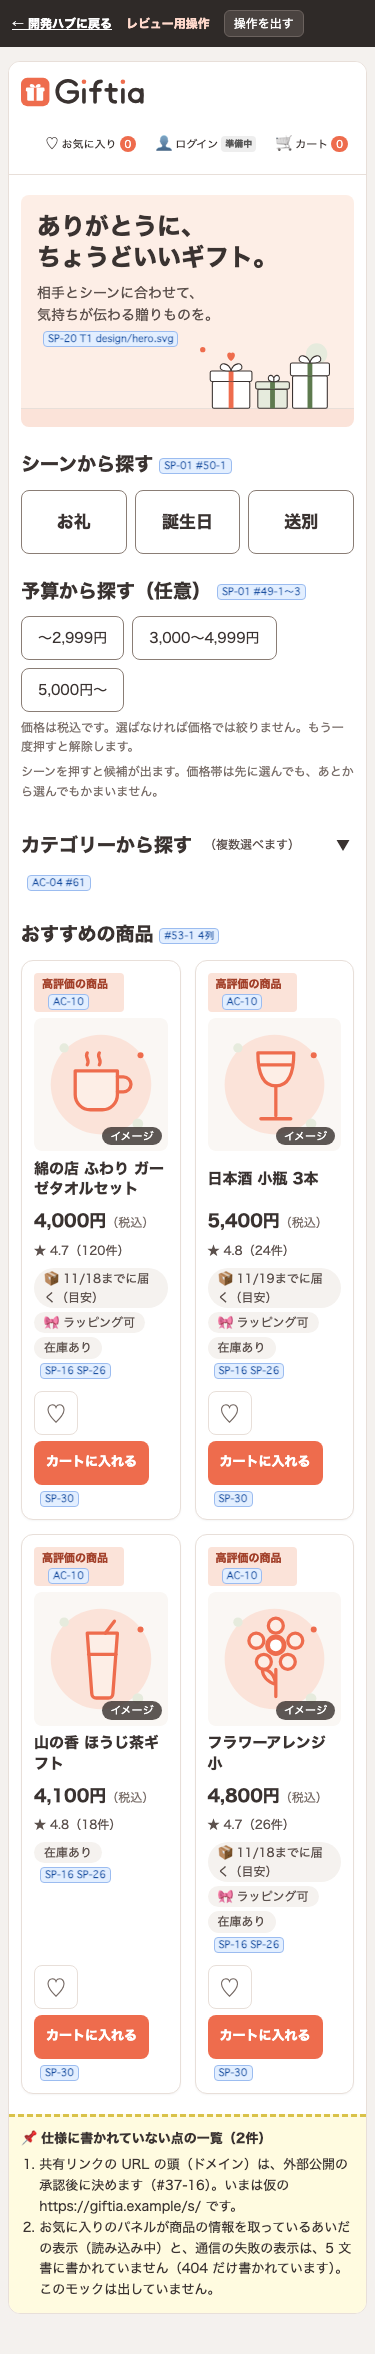 ← 開発ハブに戻る レビュー用操作 操作を出す
Giftia
♡ お気に入り 0 ログイン 準備中 カート 0
ありがとうに、
ちょうどいいギフト。
相手とシーンに合わせて、
気持ちが伝わる贈りものを。
SP-20 T1 design/hero.svg
シーンから探す SP-01 #50-1
お礼 誕生日 送別
予算から探す（任意） SP-01 #49-1〜3
〜2,999円 3,000〜4,999円
5,000円〜
価格は税込です。選ばなければ価格では絞りません。もう一
度押すと解除します。
シーンを押すと候補が出ます。価格帯は先に選んでも、あとか
ら選んでもかまいません。
カテゴリーから探す （複数選べます） ▼
AC-04 #61
おすすめの商品 #53-1 4列
高評価の商品
AC-10
イメージ
綿の店 ふわり ガー
ゼタオルセット
4,000円（税込）
★ 4.7（120件）
📦 11/18までに届
く（目安）
🎀 ラッピング可
在庫あり
SP-16 SP-26
♡
カートに入れる
SP-30
高評価の商品
AC-10
イメージ
日本酒 小瓶 3本
5,400円（税込）
★ 4.8（24件）
📦 11/19までに届
く（目安）
🎀 ラッピング可
在庫あり
SP-16 SP-26
♡
カートに入れる
SP-30
高評価の商品
AC-10
イメージ
山の香 ほうじ茶ギ
フト
4,100円（税込）
★ 4.8（18件）
在庫あり
SP-16 SP-26
♡
カートに入れる
SP-30
高評価の商品
AC-10
イメージ
フラワーアレンジ
小
4,800円（税込）
★ 4.7（26件）
📦 11/18までに届
く（目安）
🎀 ラッピング可
在庫あり
SP-16 SP-26
♡
カートに入れる
SP-30
📌 仕様に書かれていない点の一覧（2件）
1. 共有リンクの URL の頭（ドメイン）は、外部公開の
承認後に決めます（#37-16）。いまは仮の
https://giftia.example/s/ です。
2. お気に入りのパネルが商品の情報を取っているあいだ
の表示（読み込み中）と、通信の失敗の表示は、5 文
書に書かれていません（404 だけ書かれています）。
このモックは出していません。